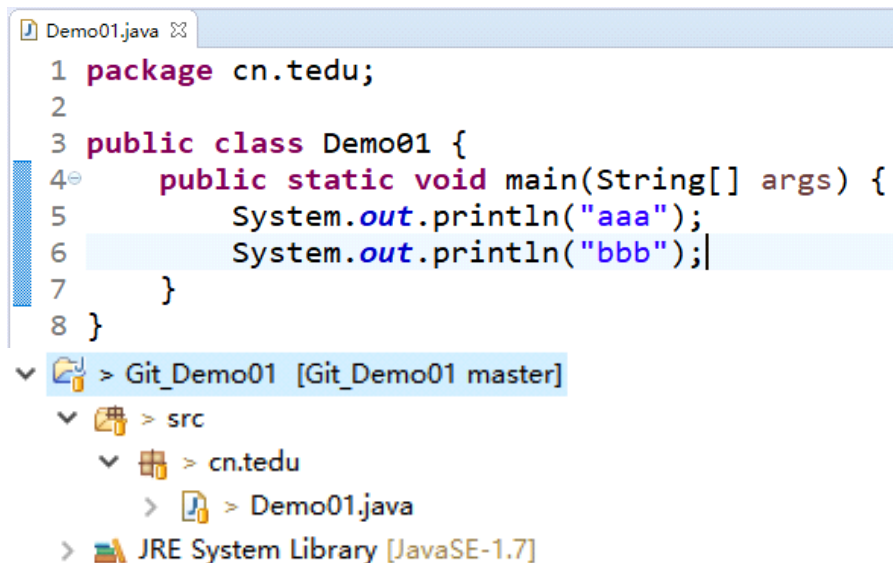 Demo01.java
1 package cn.tedu;
2
3 public class Demo01 {
4 public static void main(String[] args) {
5 System.out.println("aaa");
6 System.out.println("bbb");
7 }
8 }
> Git_Demo01 [Git_Demo01 master]
> src
> cn.tedu
> Demo01.java
JRE System Library [JavaSE-1.7]